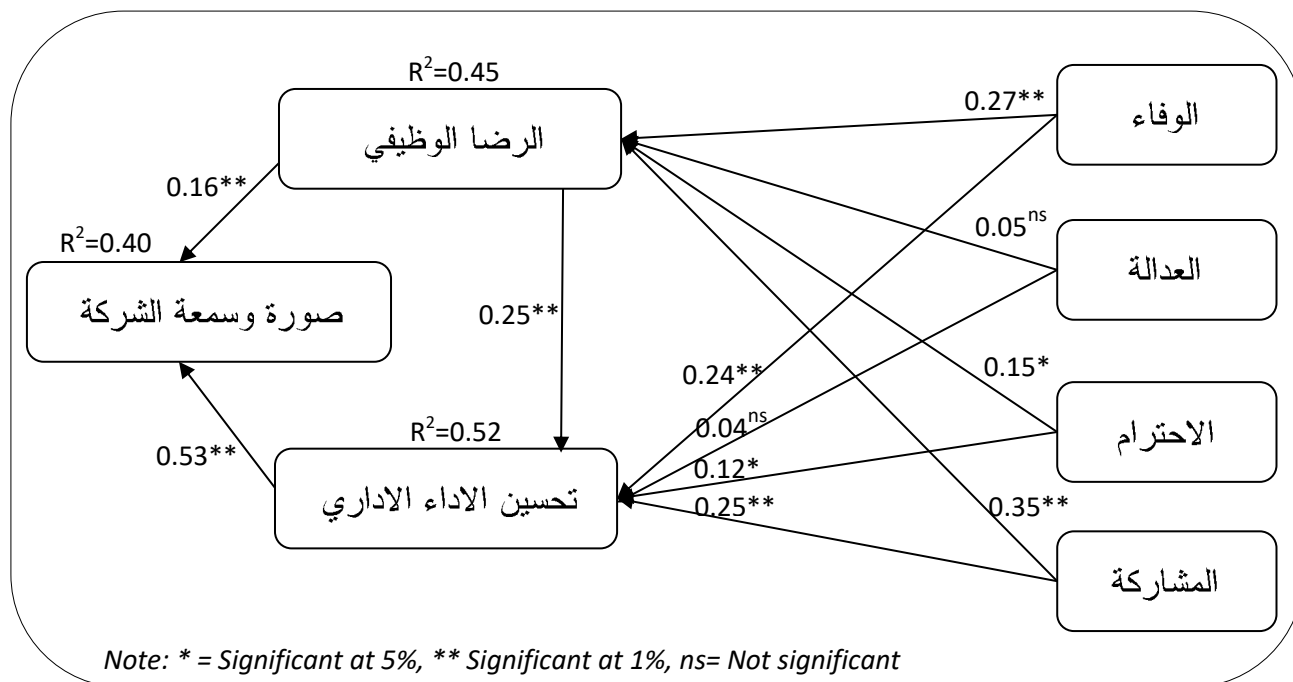 R²=0.45
0.27**
الوفاء
الرضا الوظيفي
0.16**
0.05ⁿˢ
العدالة
R²=0.40
صورة وسمعة الشركة
0.25**
0.24**
0.15*
0.04ⁿˢ
الاحترام
R²=0.52
0.53**
0.12*
تحسين الاداء الاداري
0.25**
0.35**
المشاركة
Note: * = Significant at 5%, ** Significant at 1%, ns= Not significant